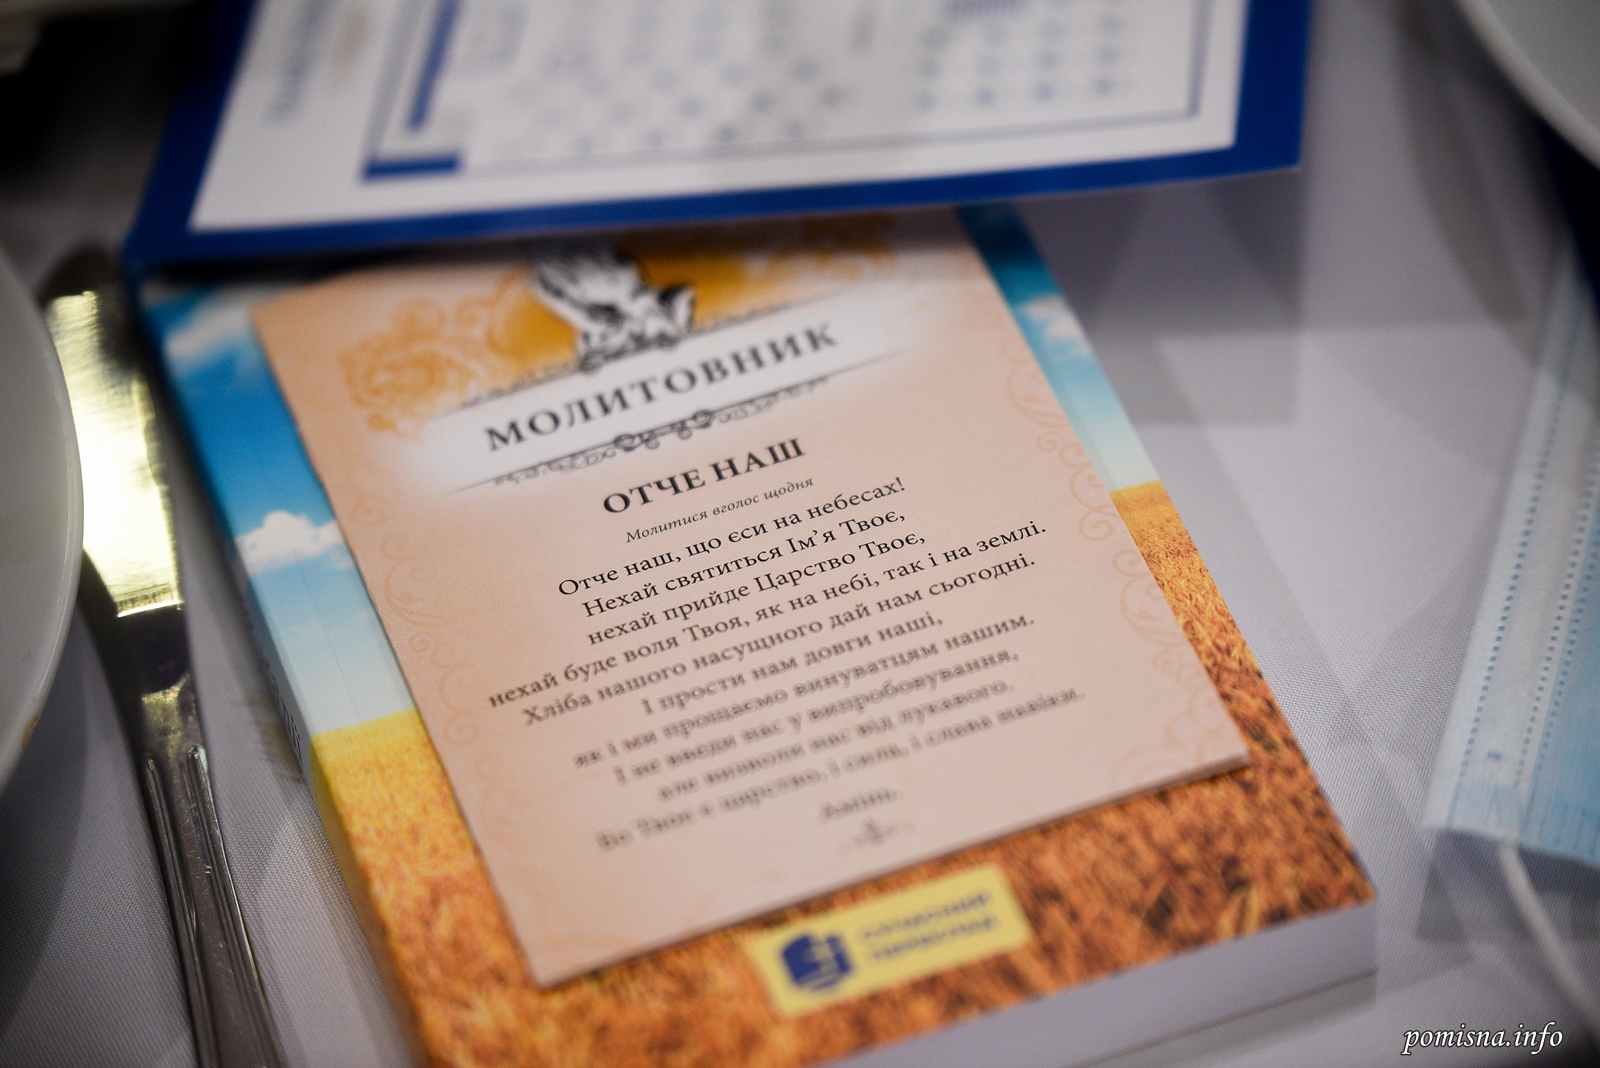 МОЛИТОВНИК
ОТЧЕ НАШ
Молитися вголос щодня
Отче наш, що єси на небесах!
Нехай святиться Ім’я Твоє,
нехай прийде Царство Твоє,
нехай буде воля Твоя, як на небі, так і на землі.
Хліба нашого насущного дай нам сьогодні.
І прости нам довги наші,
як і ми прощаємо винуватцям нашим.
І не введи нас у випробовування,
але визволи нас від лукавого.
Бо Твоє є царство, і сила, і слава навіки.
Амінь.
pomisna.info